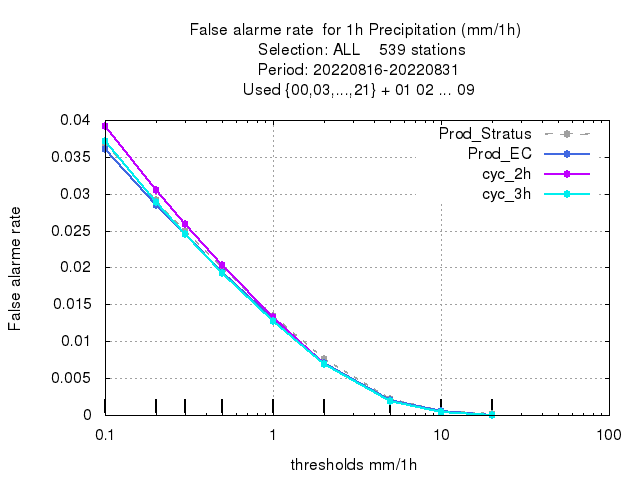 False alarme rate  for 1h Precipitation (mm/1h)
Selection: ALL    539 stations
Period: 20220816-20220831
Used {00,03,...,21} + 01 02 ... 09
0.04
0.035
0.03
0.025
0.02
0.015
0.01
0.005
0
False alarme rate
Prod_Stratus
Prod_EC
cyc_2h
cyc_3h
0.1
1
10
100
thresholds mm/1h